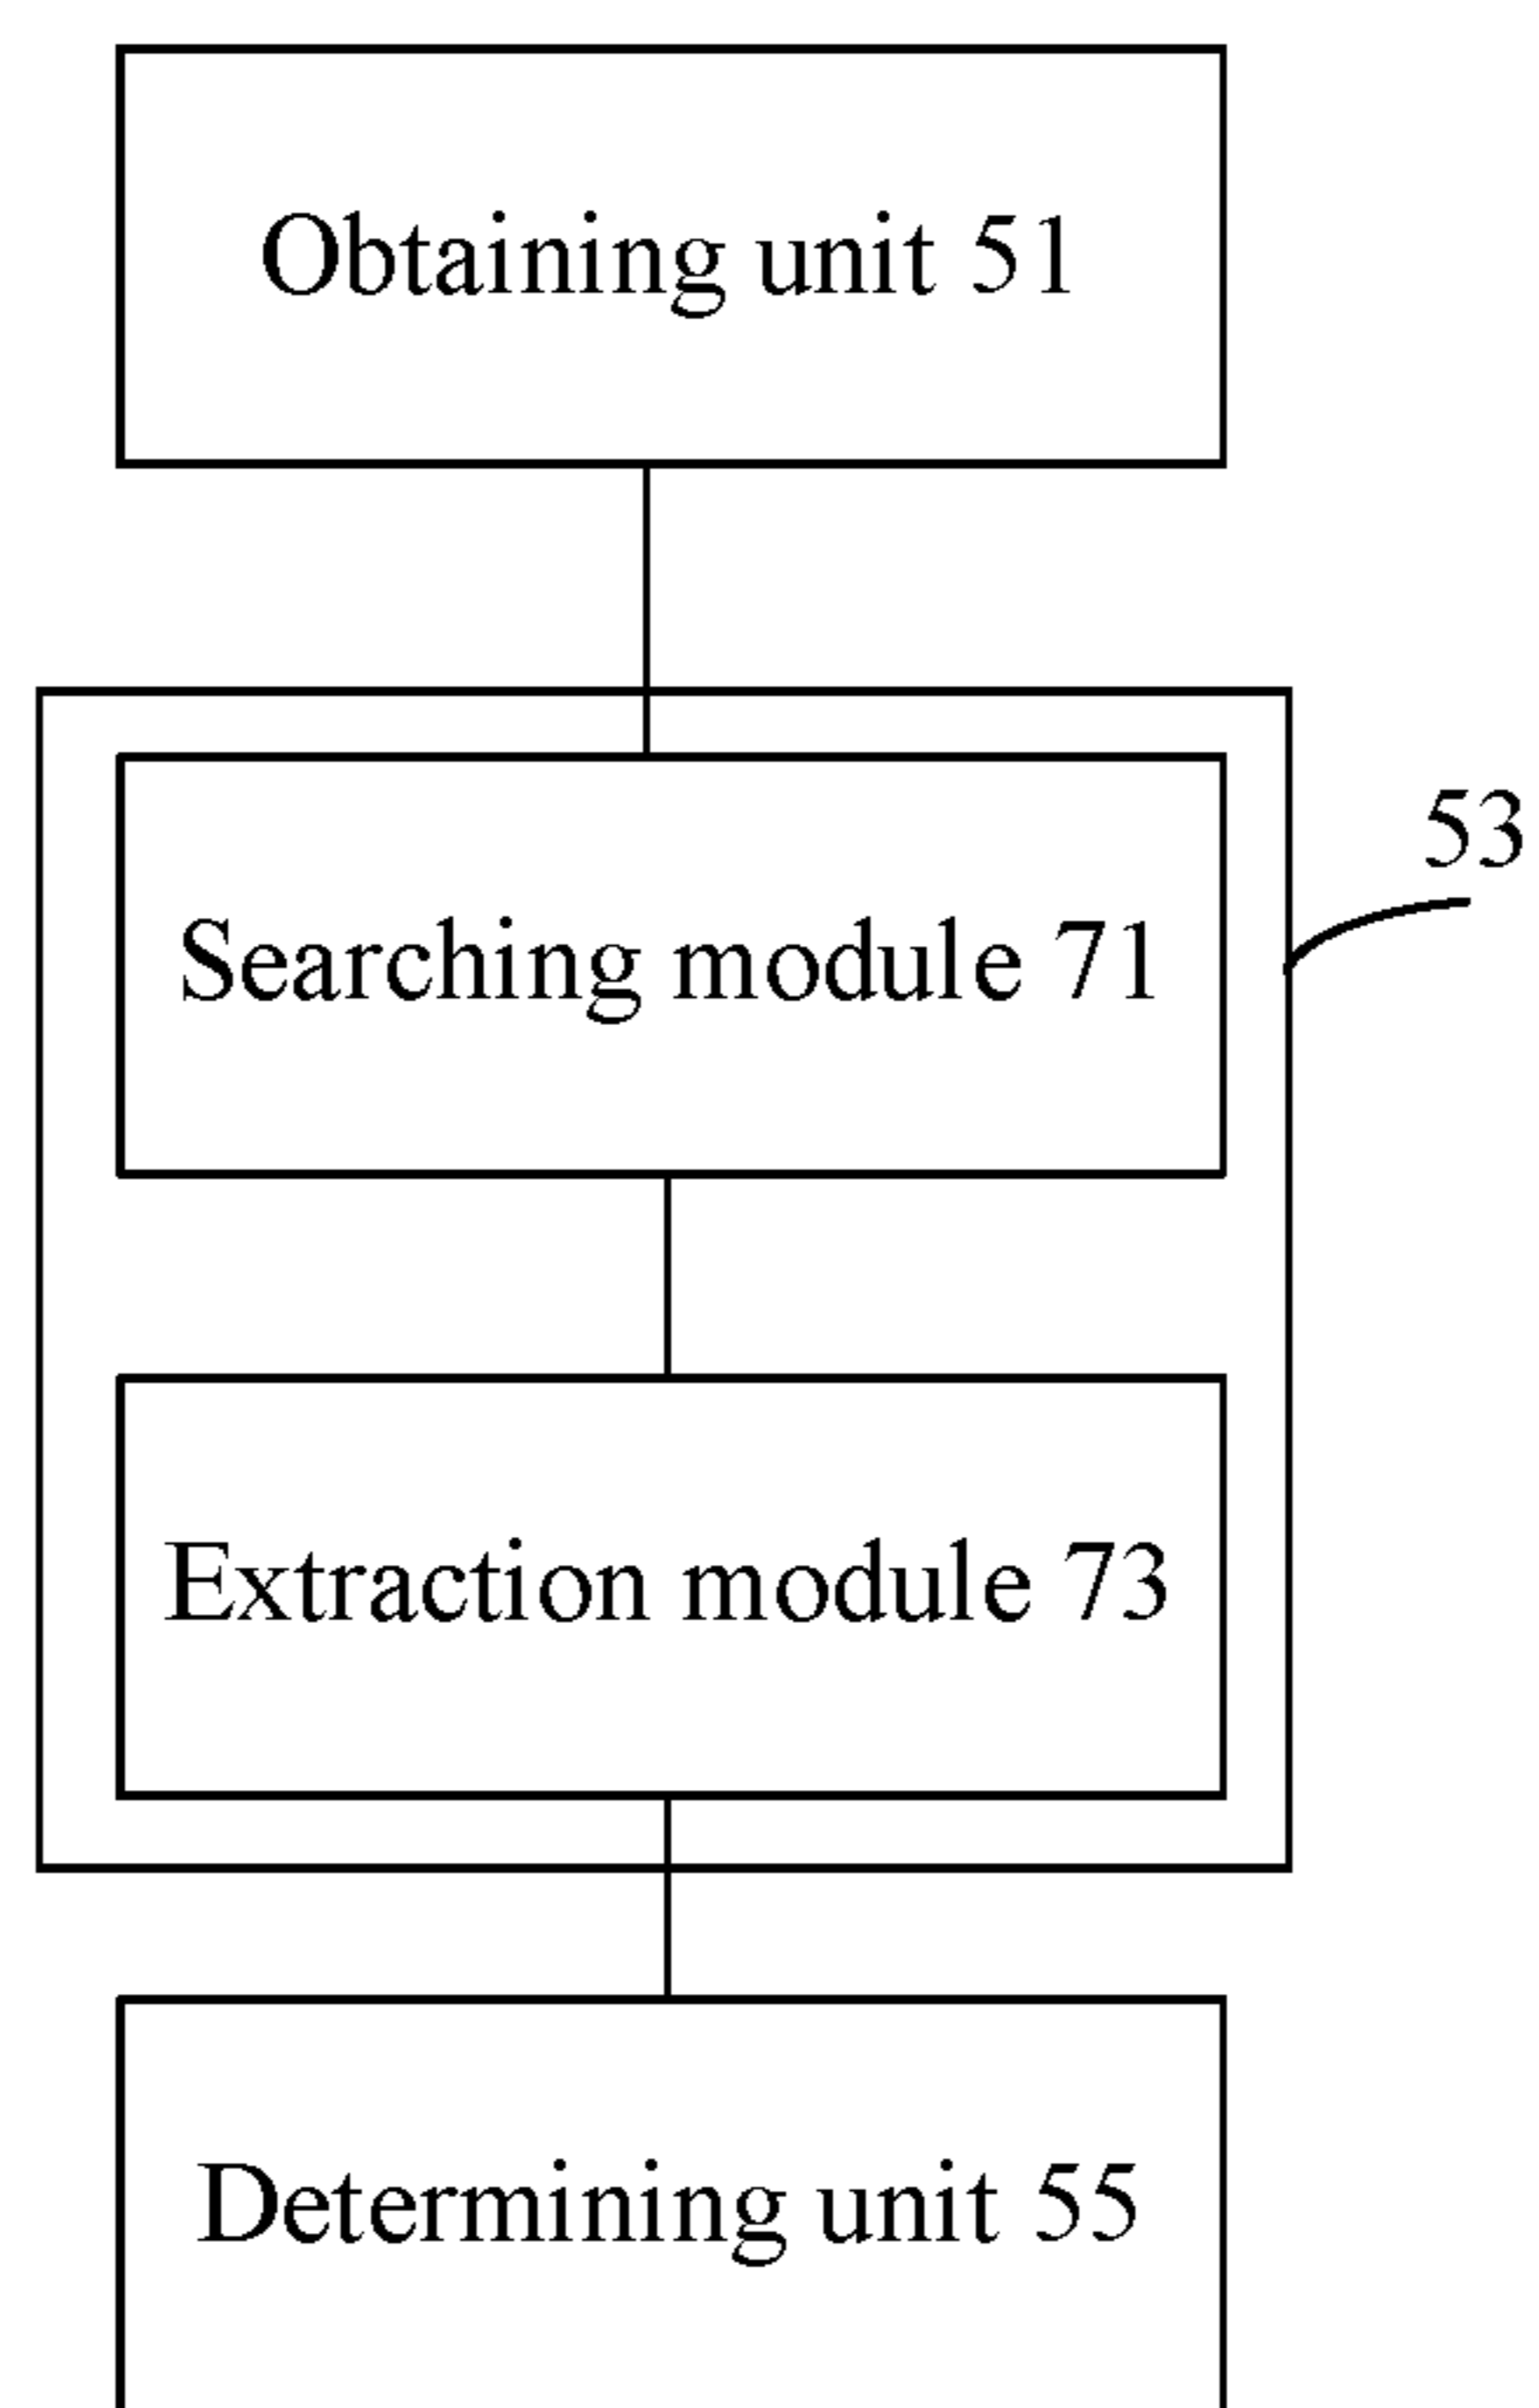 Obtaining unit 51
53
Searching module 71
Extraction module 73
Determining unit 55